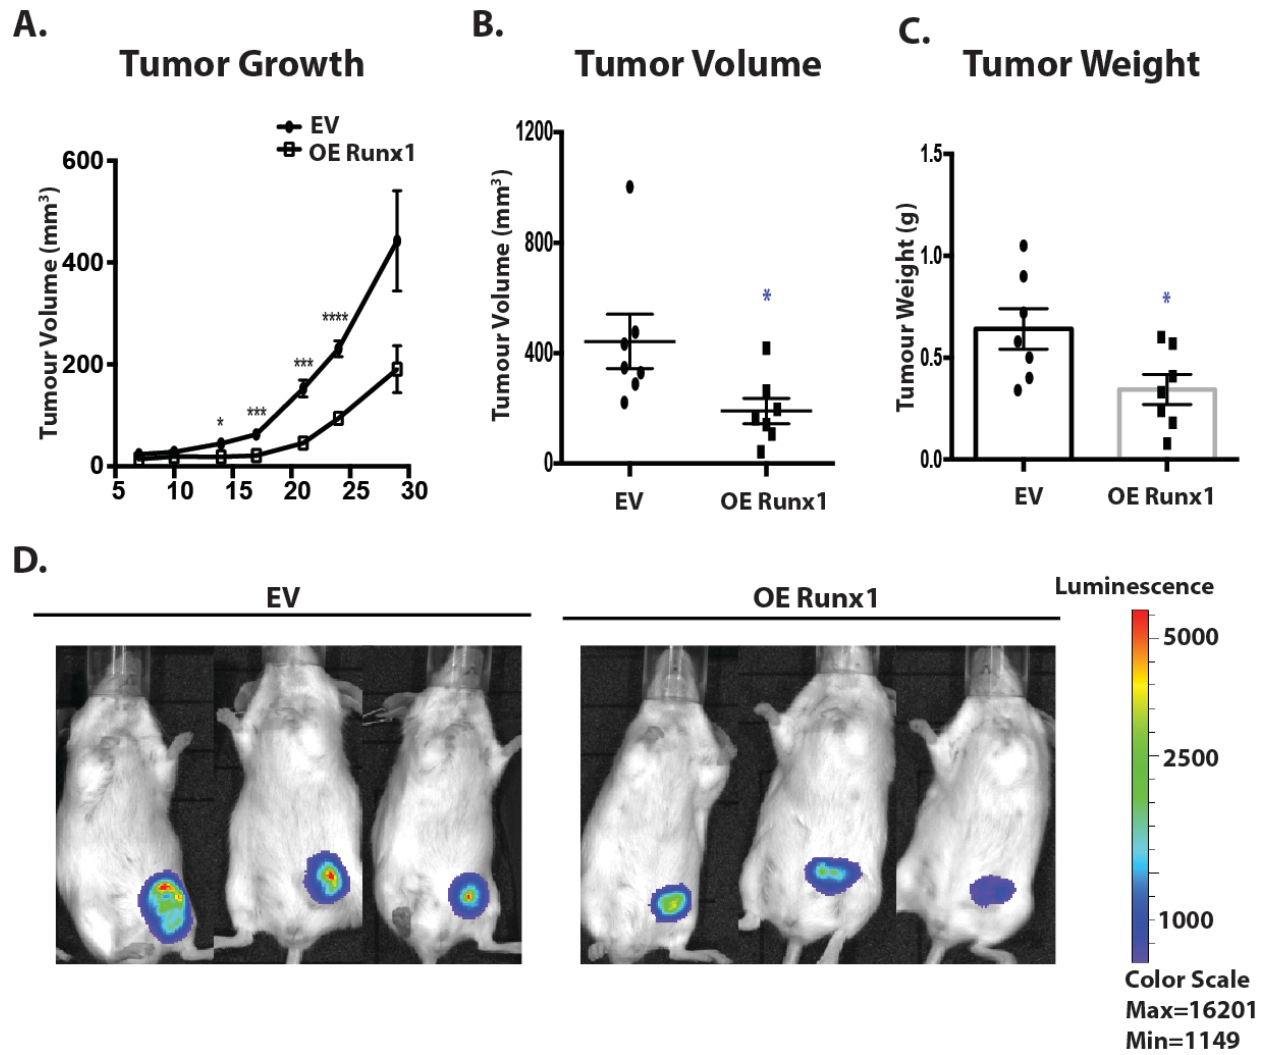 A.
Tumor Growth
EV
OE Runx1
Tumour Volume (mm³)
600
400
200
0
5 10 15 20 25 30
*
***
***
****
B.
Tumor Volume
Tumour Volume (mm³)
1200
800
400
0
*
EV OE Runx1
C.
Tumor Weight
Tumour Weight (g)
1.5
1.0
0.5
0.0
*
EV OE Runx1
D.
EV
OE Runx1
Luminescence
5000
2500
1000
Color Scale
Max=16201
Min=1149